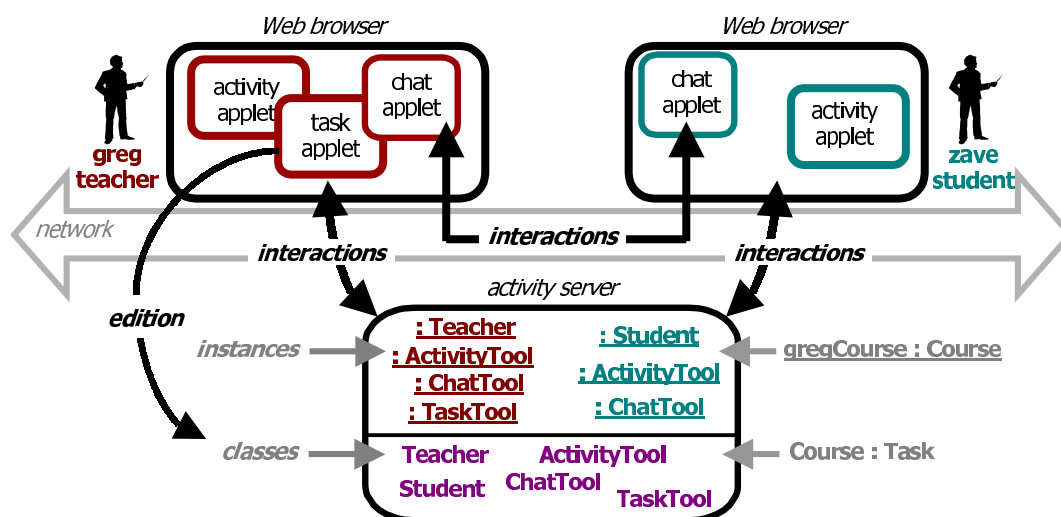 Web browser
Web browser
activity
applet
task
applet
chat
applet
chat
applet
activity
applet
greg
teacher
zave
student
network
interactions
interactions
interactions
edition
activity server
instances
: Teacher
: ActivityTool
: ChatTool
: TaskTool
: Student
: ActivityTool
: ChatTool
gregCourse : Course
classes
Teacher
ActivityTool
Student
ChatTool
TaskTool
Course : Task